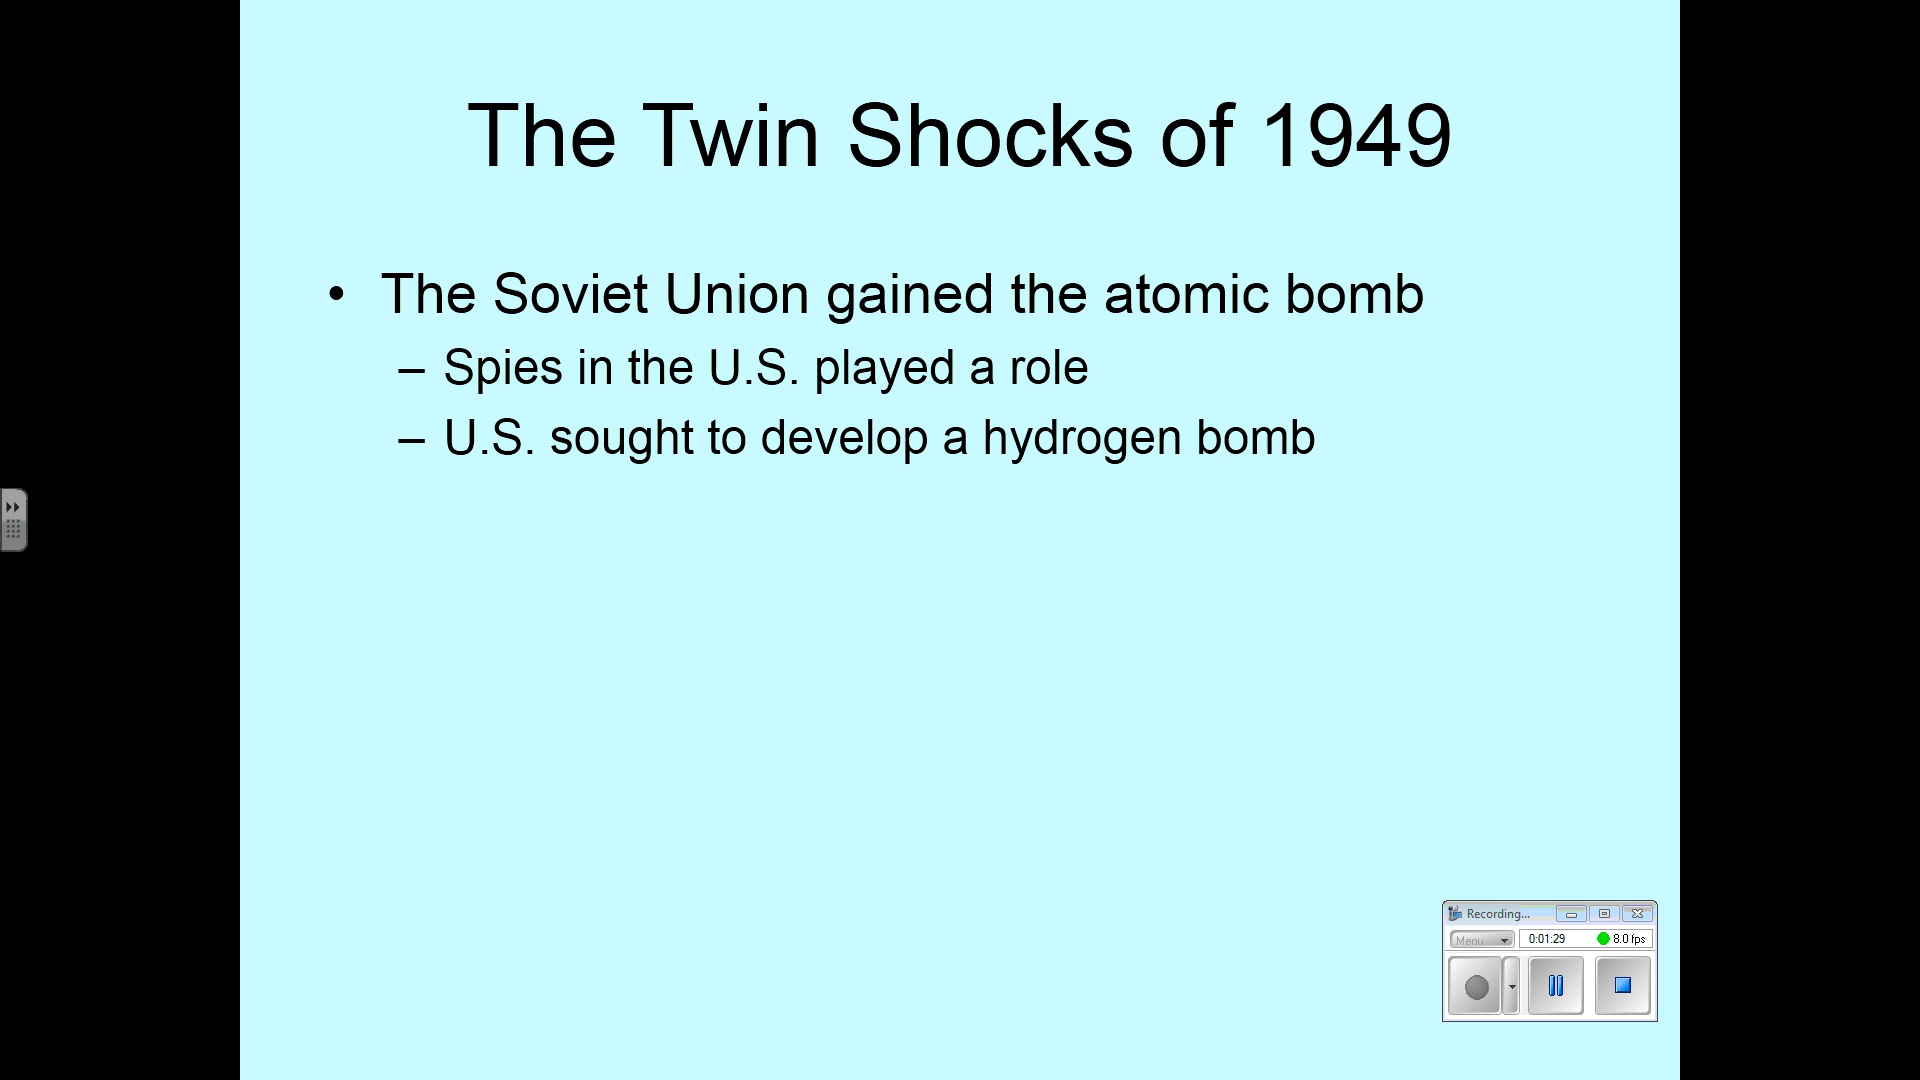 The Twin Shocks of 1949
• The Soviet Union gained the atomic bomb
– Spies in the U.S. played a role
– U.S. sought to develop a hydrogen bomb
Recording...
Menu 0:01:29 8.0 fps